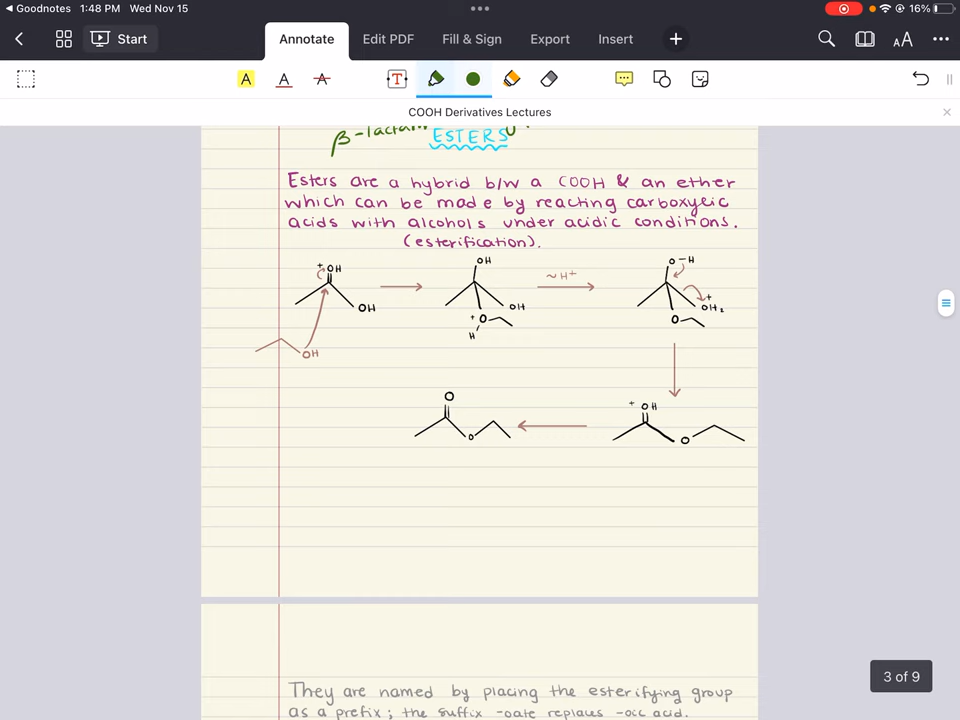 Goodnotes 1:48 PM Wed Nov 15
16%
Start
Annotate
Edit PDF
Fill & Sign
Export
Insert
AA
A
A
A
T
COOH Derivatives Lectures
β-lactam
ESTERS
Esters are a hybrid b/w a COOH & an ether
which can be made by reacting carboxylic
acids with alcohols under acidic conditions.
(esterification).
+OH
OH
OH
OH
OH
+O
H
~H+
O-H
+
OH2
O
O
O
+ OH
O
They are named by placing the esterifying group
as a prefix; the suffix -oate replaces -oic acid.
3 of 9